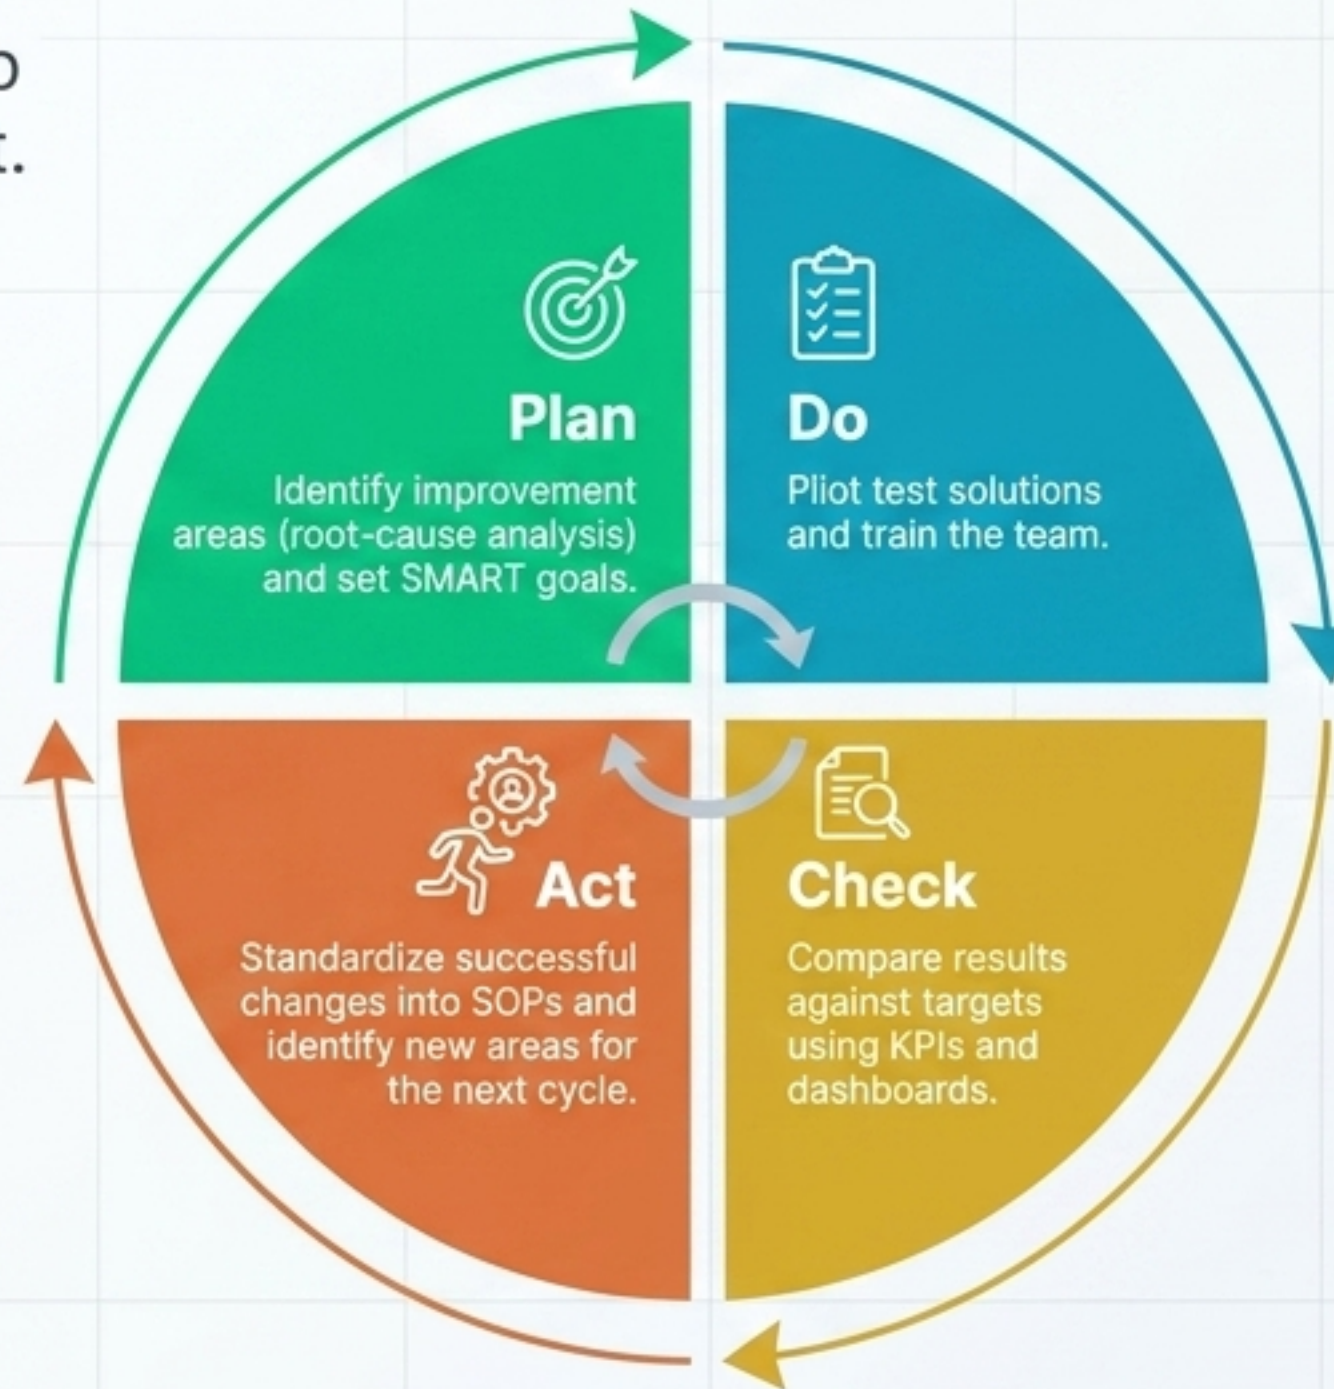 Plan
Identify improvement
areas (root-cause analysis)
and set SMART goals.
Do
Pliot test solutions
and train the team.
Check
Compare results
against targets
using KPIs and
dashboards.
Act
Standardize successful
changes into SOPs and
identify new areas for
the next cycle.